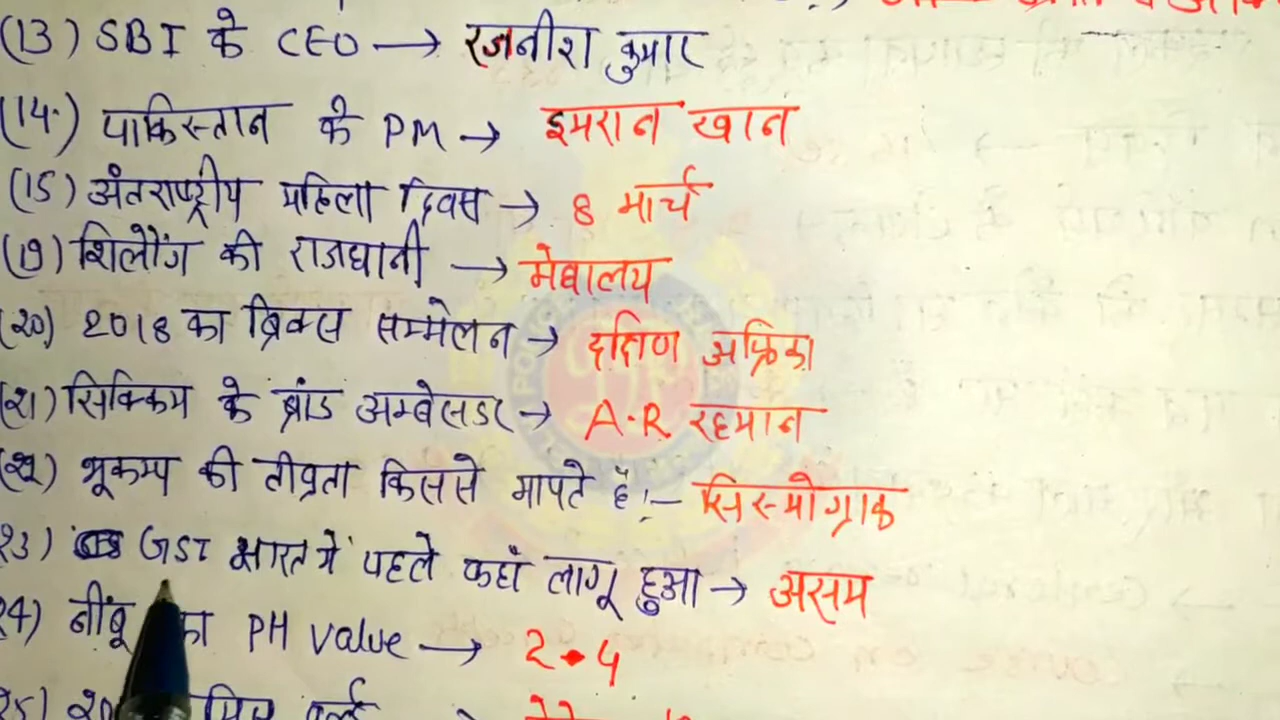 (13) SBI के CEO → रजनीश कुमार
(14.) पाकिस्तान के PM → इमरान खान
(15) अंतराष्ट्रीय महिला दिवस → 8 मार्च
(19) शिलौंग की राजधानी → मेघालय
(20) 2018 का ब्रिक्स सम्मेलन → दक्षिण अफ्रिका
(21) सिक्किम के ब्रांड अम्बेसडर → A.R रहमान
(22) भूकम्प की तीव्रता किससे मापते हैं!- सिस्मोग्राफ
23) GST भारत में पहले कहाँ लागू हुआ → असम
24) नींबू का PH value → 2.4
25)